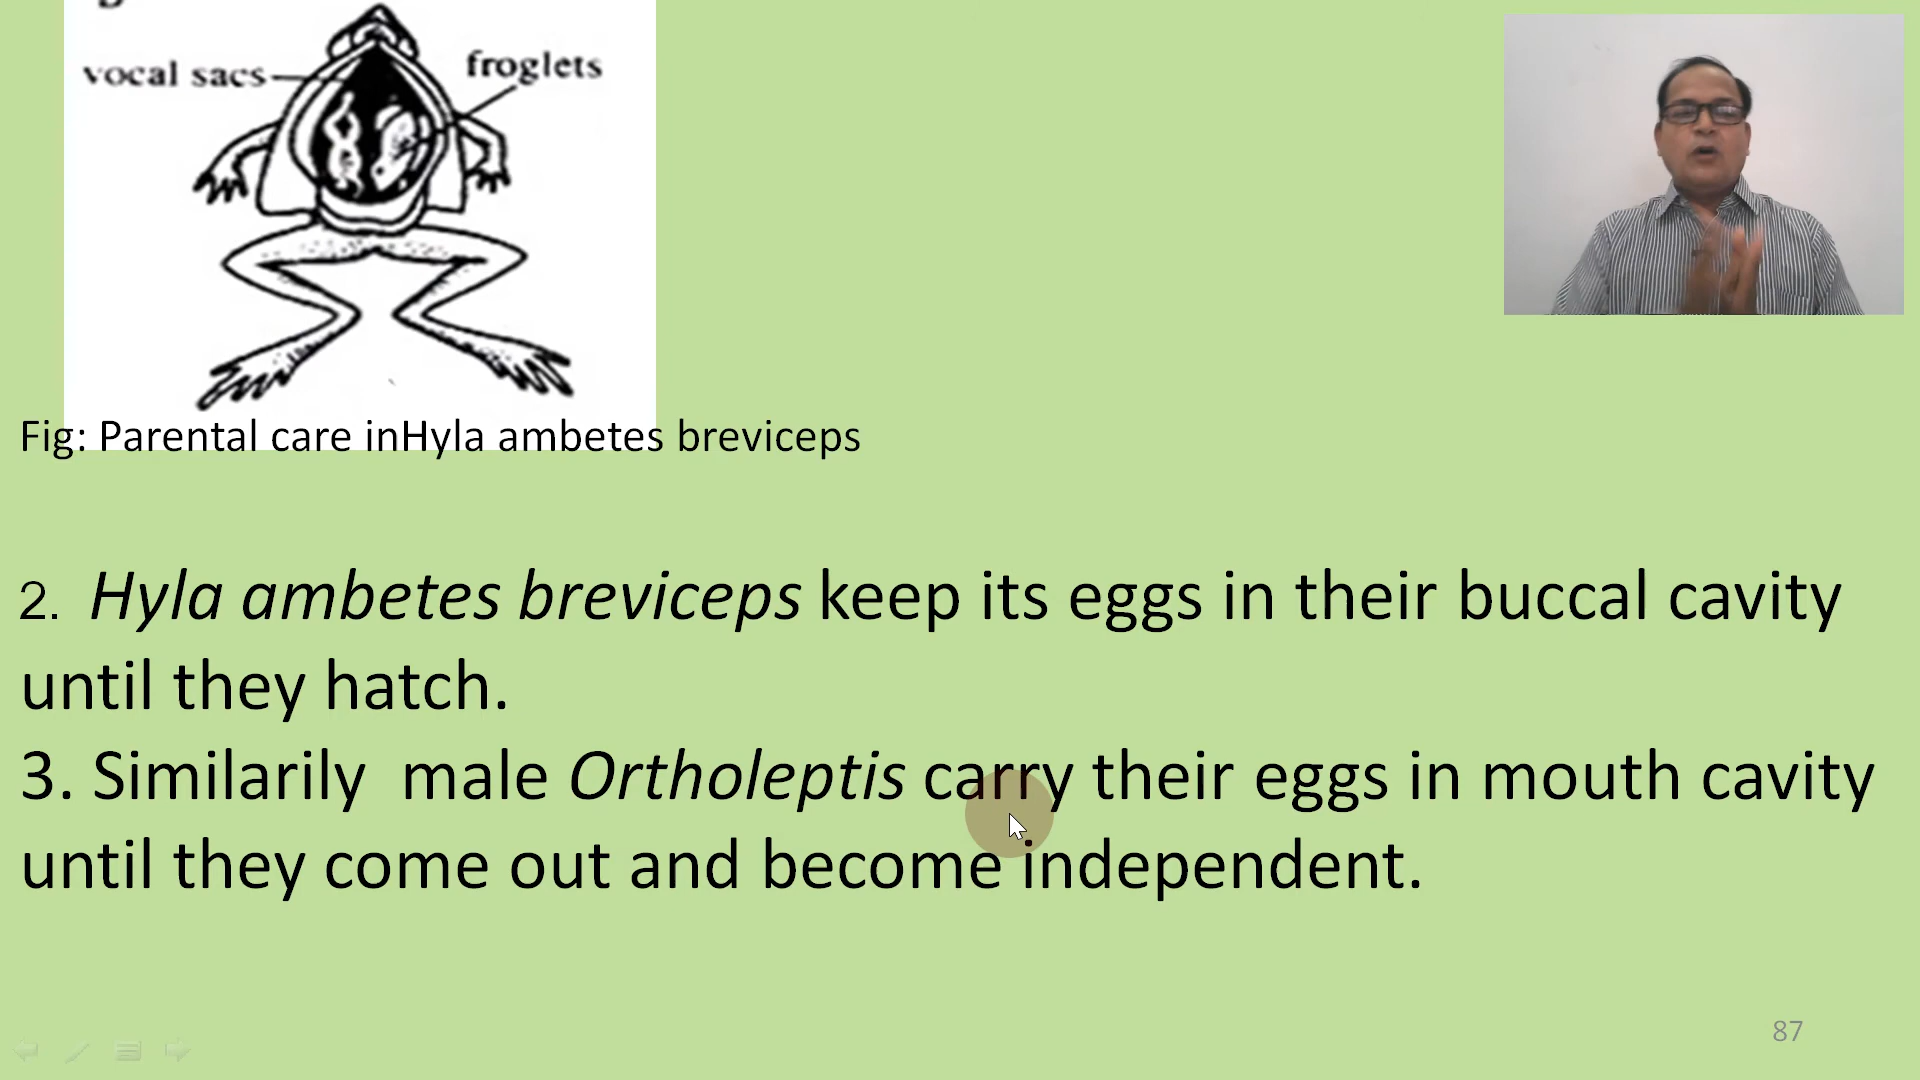 vocal sacs
froglets
Fig: Parental care inHyla ambetes breviceps
2. Hyla ambetes breviceps keep its eggs in their buccal cavity
until they hatch.
3. Similarily male Ortholeptis carry their eggs in mouth cavity
until they come out and become independent.
87